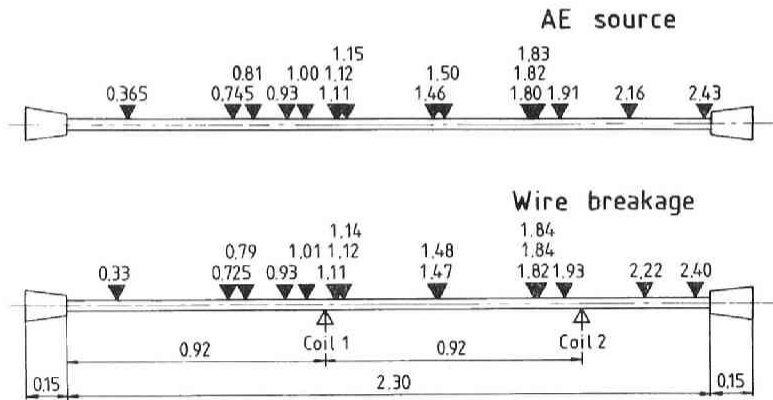 AE source
1.15 1.83
0.81 1.00 1.12 1.50 1.82
0.365 0.745 0.93 1.11 1.46 1.80 1.91 2.16 2.43
Wire breakage
1,14 1.84
0.79 1.01 1.12 1.48 1.84
0.33 0.725 0.93 1.11 1.47 1.82 1.93 2.22 2.40
Coil 1 Coil 2
0.92 0.92
0.15 2.30 0.15